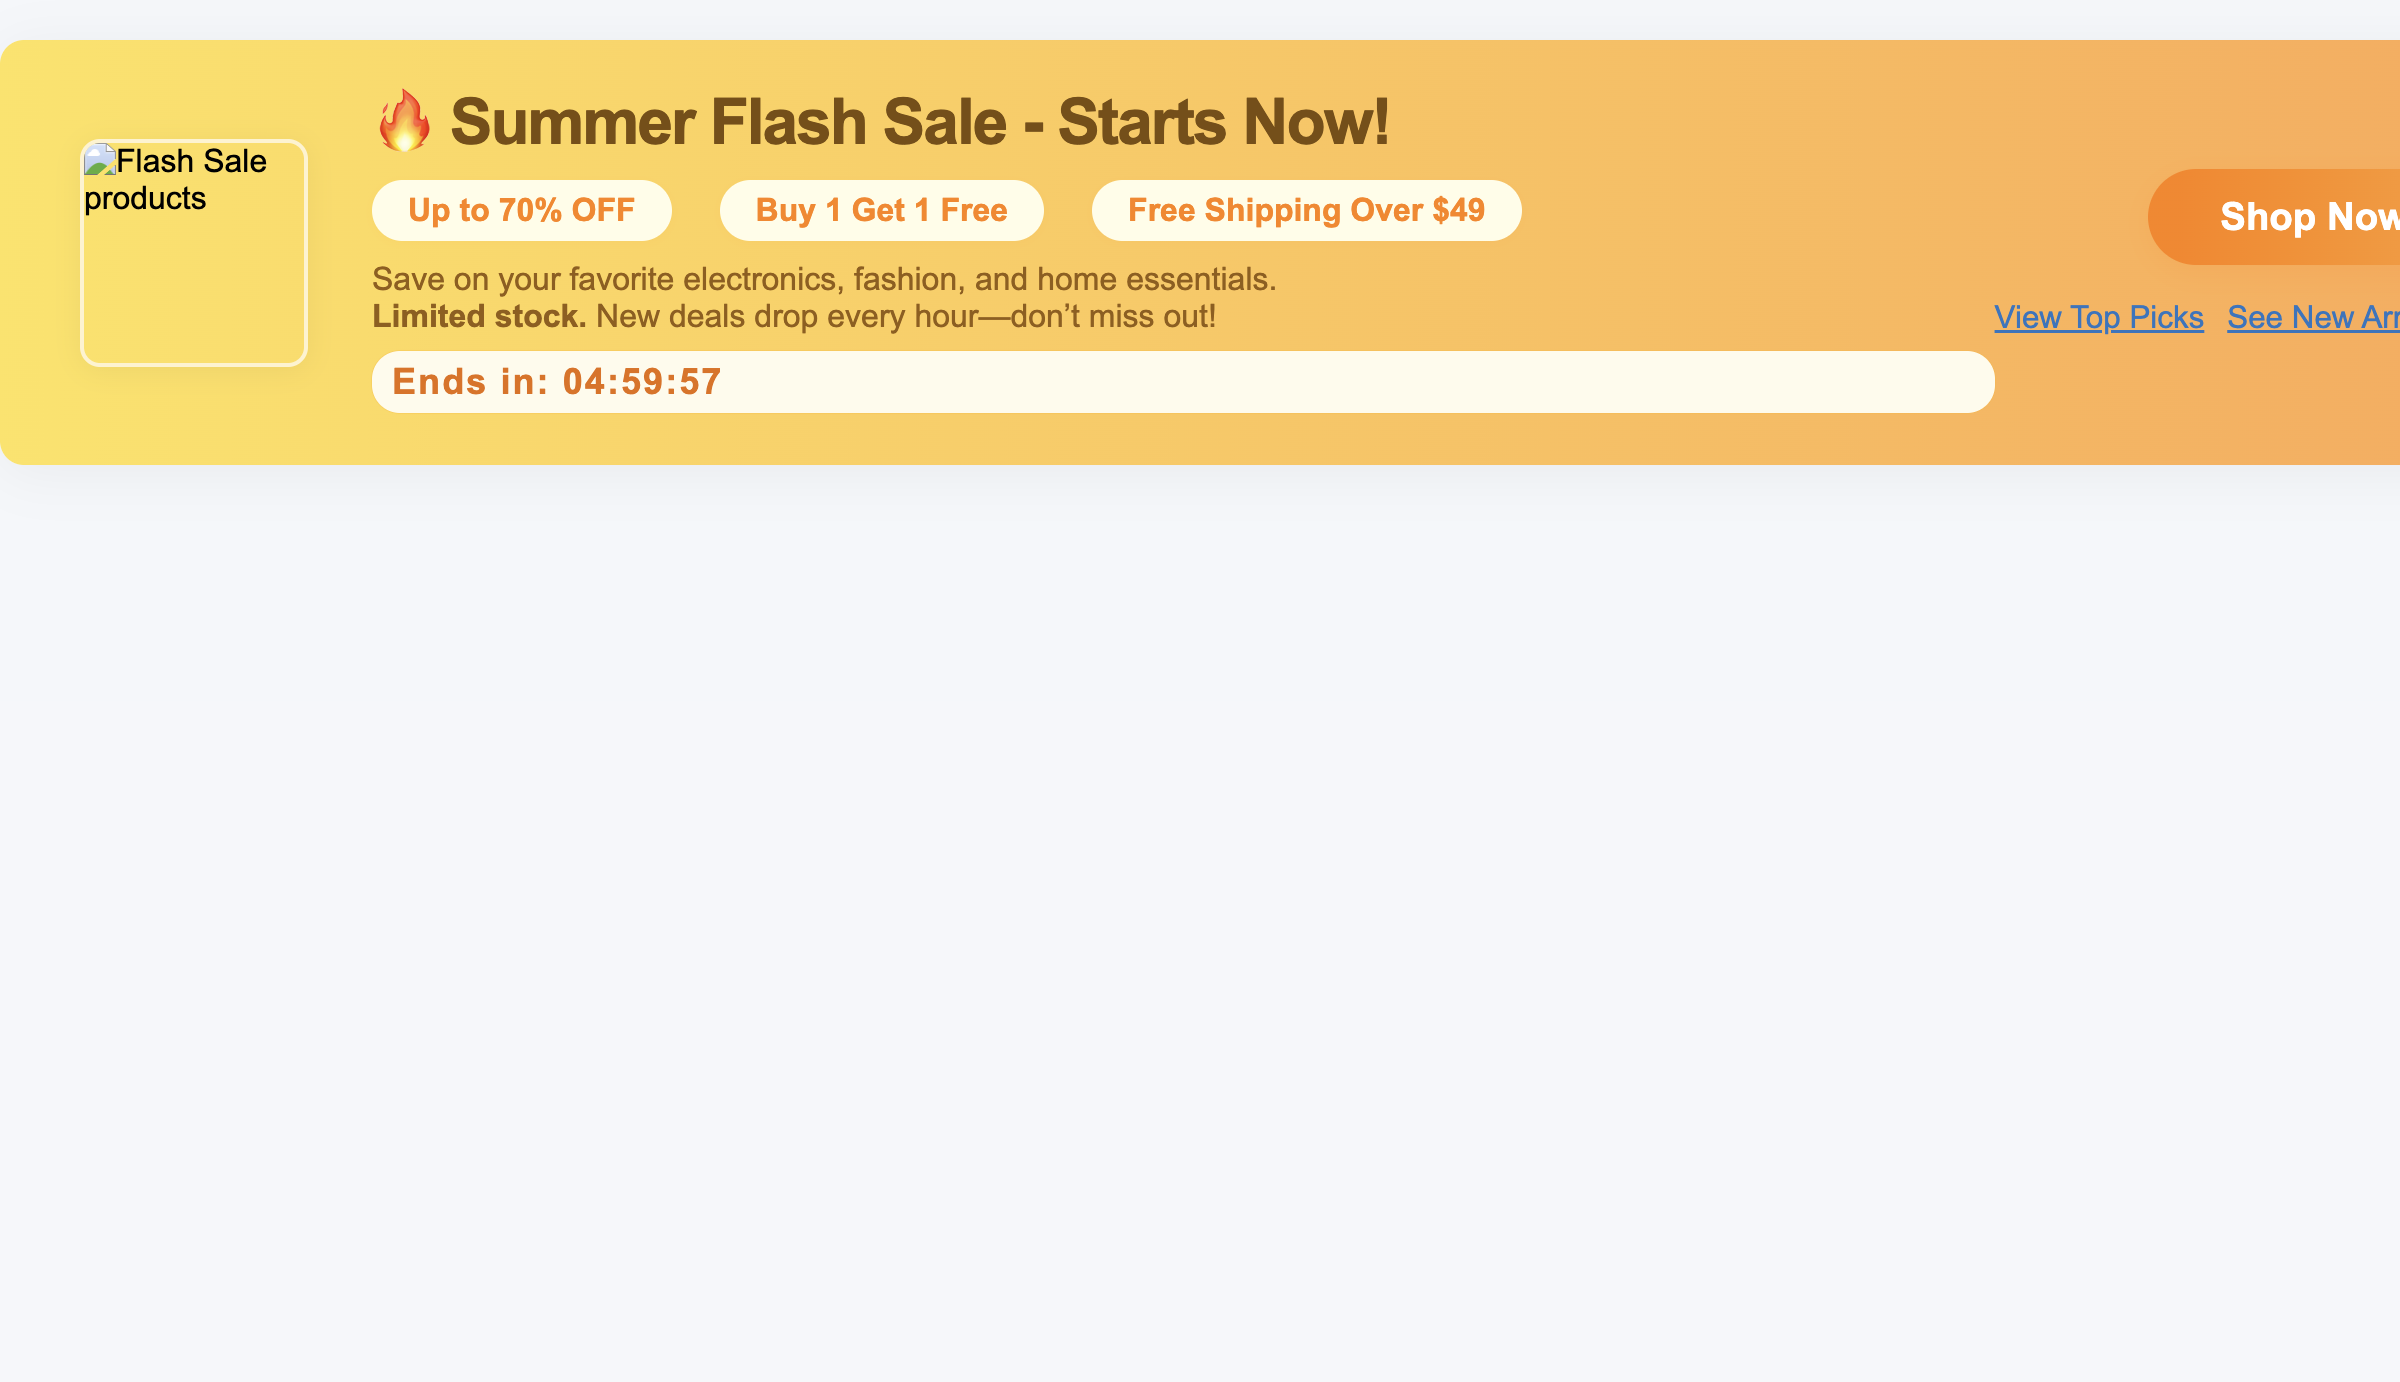 🔥 Summer Flash Sale - Starts Now!
Flash Sale
products
Up to 70% OFF
Buy 1 Get 1 Free
Free Shipping Over $49
Save on your favorite electronics, fashion, and home essentials.
Limited stock. New deals drop every hour—don’t miss out!
Ends in: 04:59:57
Shop Now
View Top Picks See New Arr